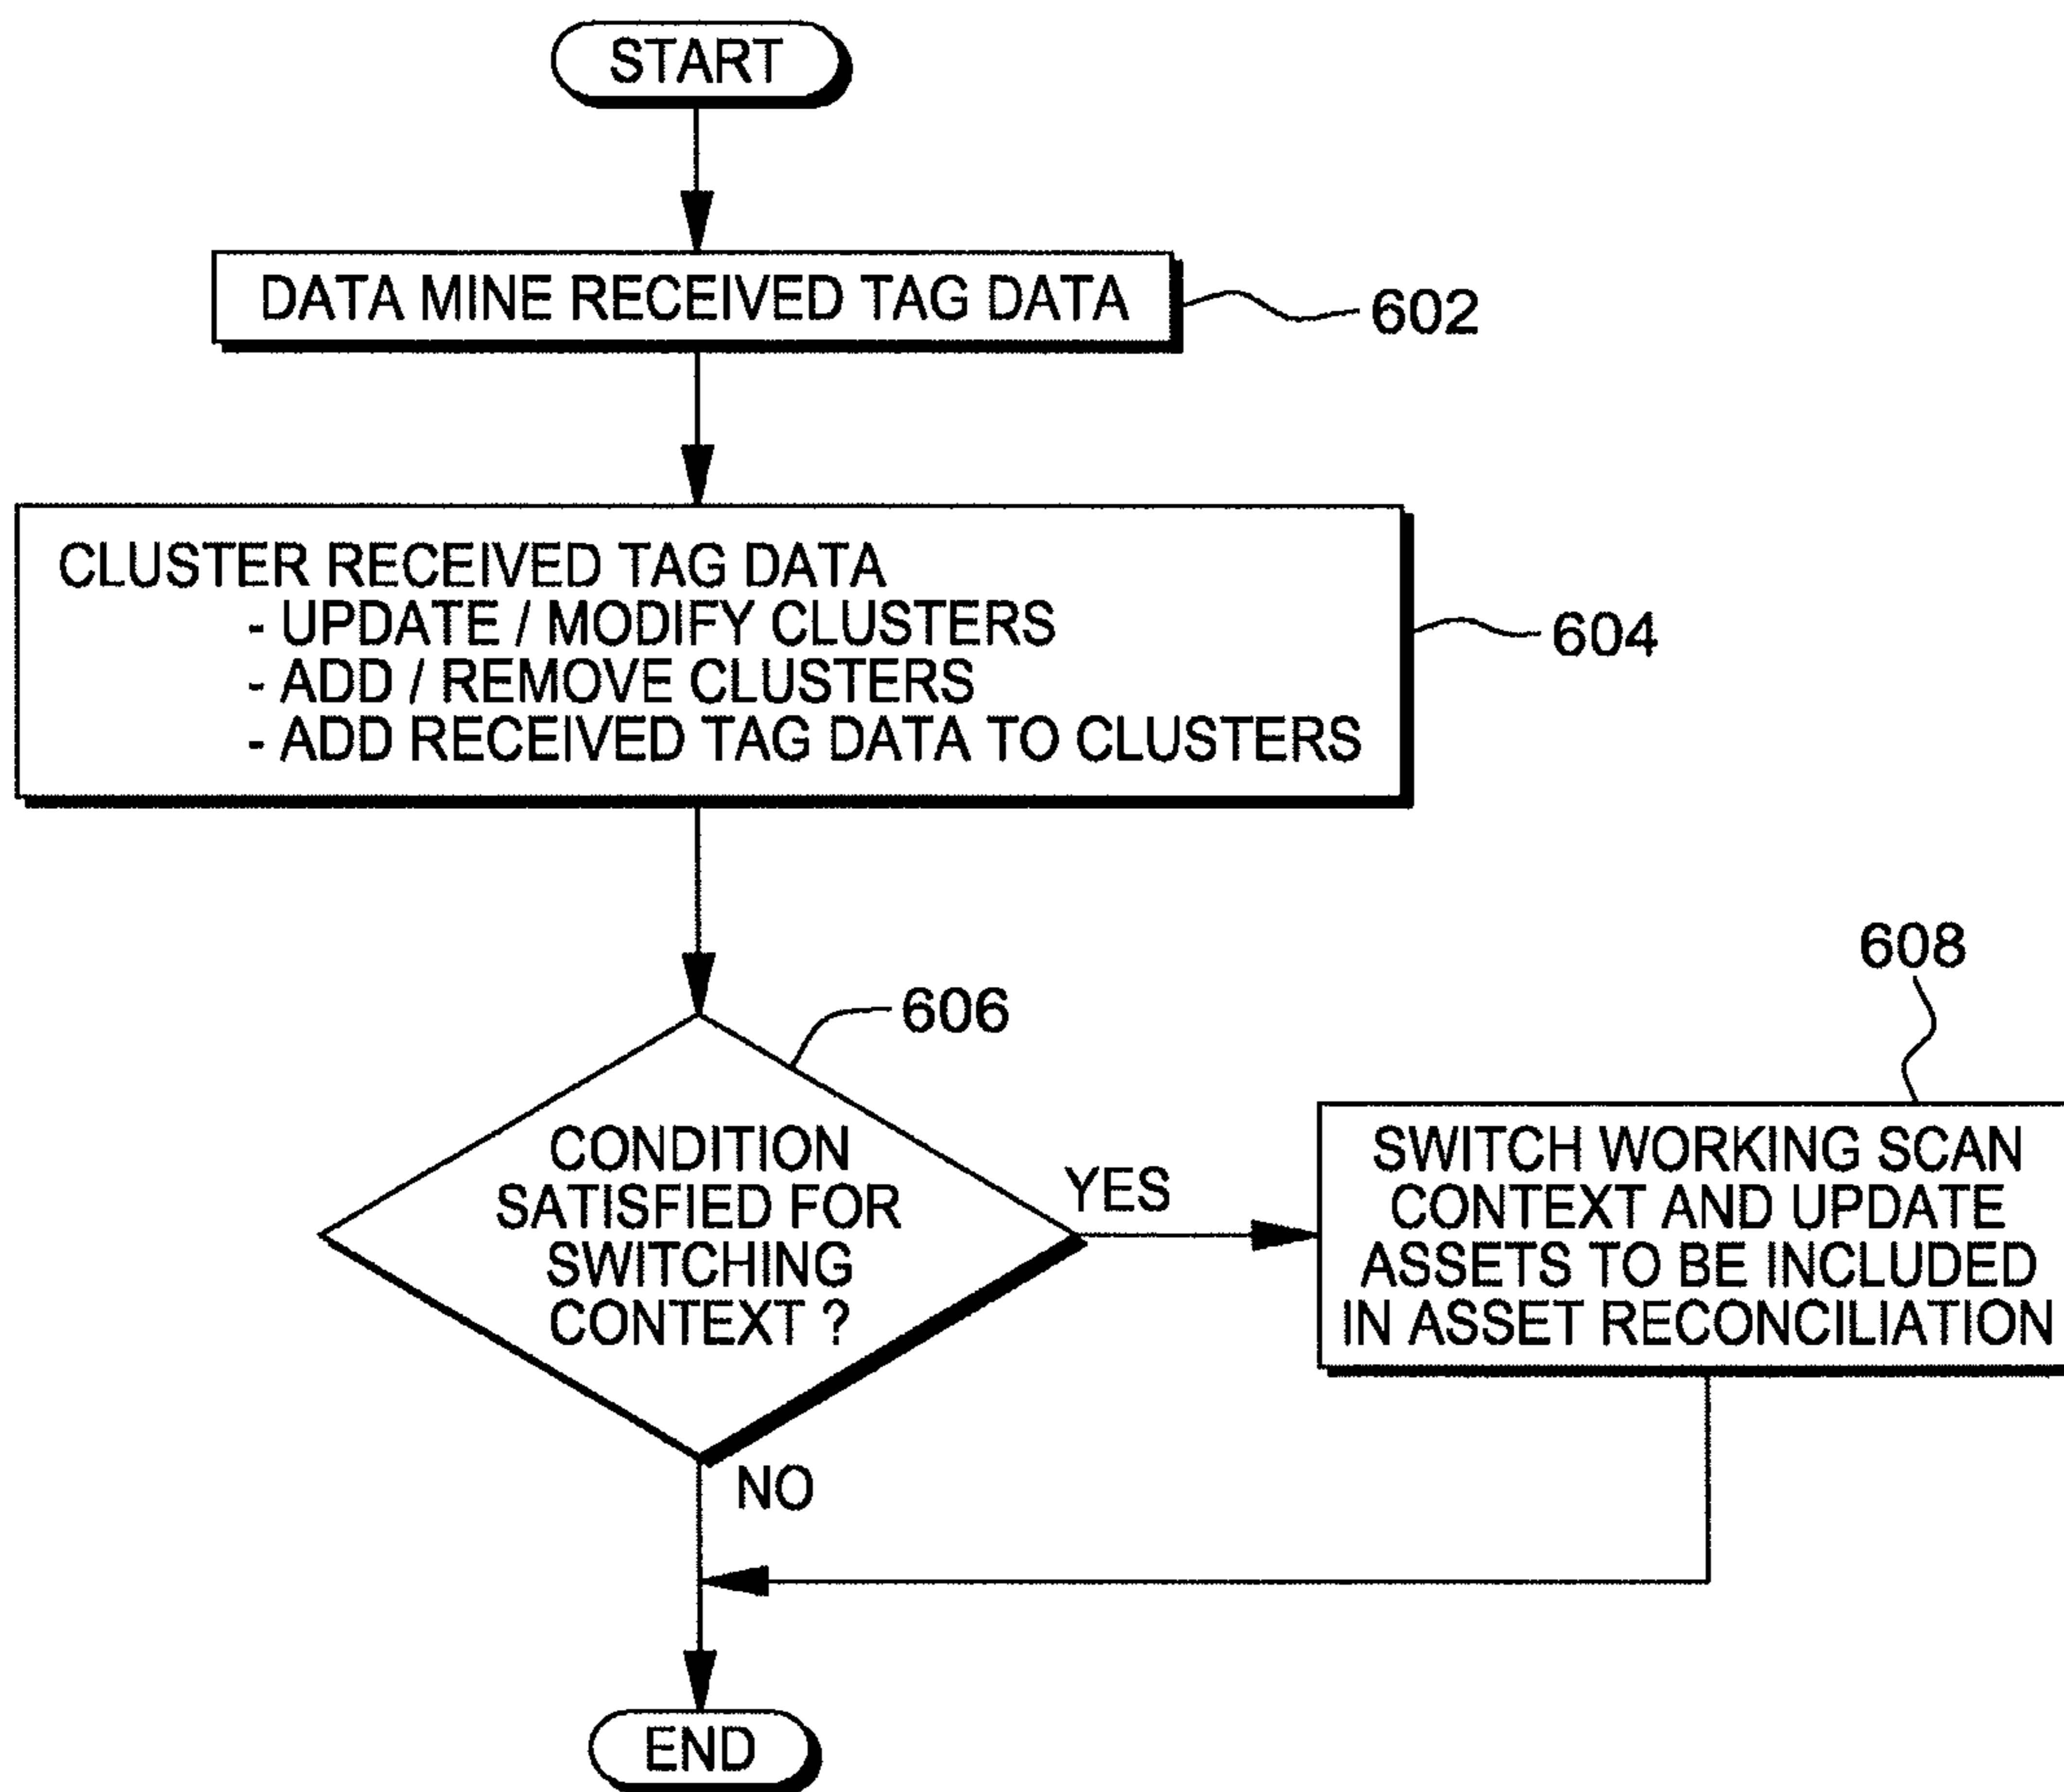 START
DATA MINE RECEIVED TAG DATA
602
CLUSTER RECEIVED TAG DATA
- UPDATE / MODIFY CLUSTERS
- ADD / REMOVE CLUSTERS
- ADD RECEIVED TAG DATA TO CLUSTERS
604
606
CONDITION
SATISFIED FOR
SWITCHING
CONTEXT ?
YES
608
SWITCH WORKING SCAN
CONTEXT AND UPDATE
ASSETS TO BE INCLUDED
IN ASSET RECONCILIATION
NO
END